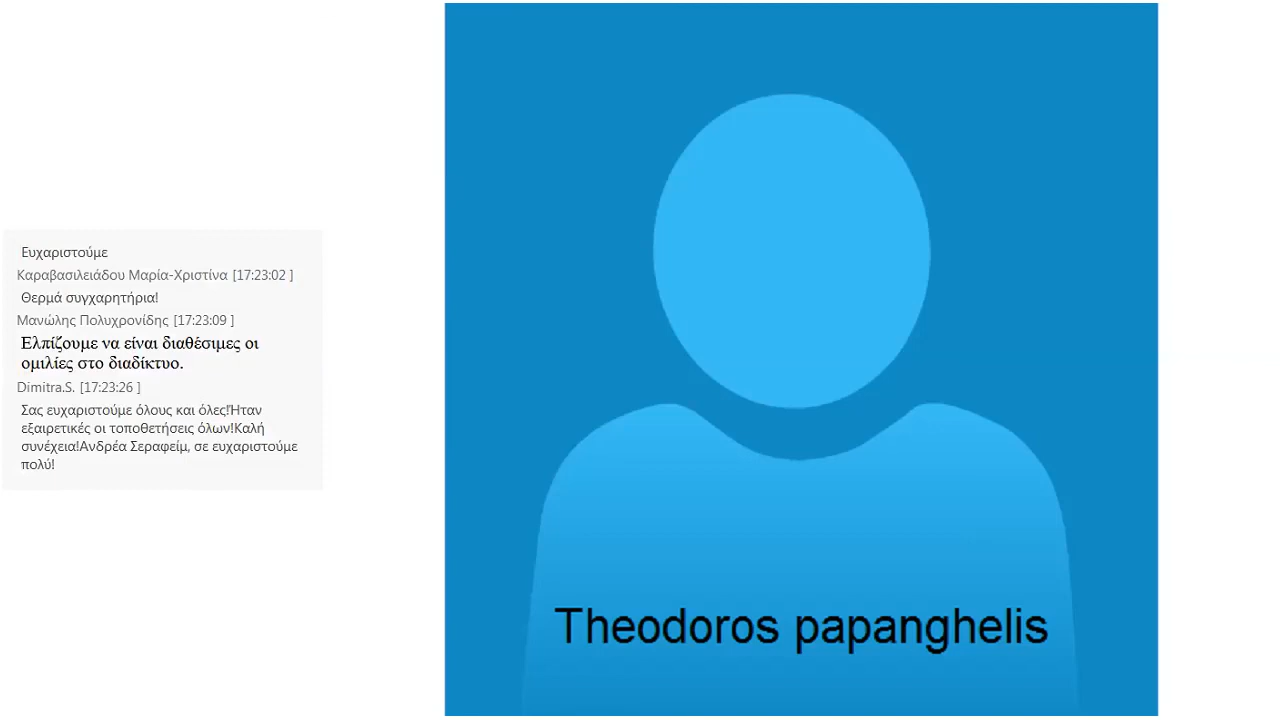 Ευχαριστούμε
Καραβασιλειάδου Μαρία-Χριστίνα [17:23:02 ]
Θερμά συγχαρητήρια!
Μανώλης Πολυχρονίδης [17:23:09 ]
Ελπίζουμε να είναι διαθέσιμες οι
ομιλίες στο διαδίκτυο.
Dimitra.S. [17:23:26 ]
Σας ευχαριστούμε όλους και όλες!Ήταν
εξαιρετικές οι τοποθετήσεις όλων!Καλή
συνέχεια!Ανδρέα Σεραφείμ, σε ευχαριστούμε
πολύ!
Theodoros papanghelis